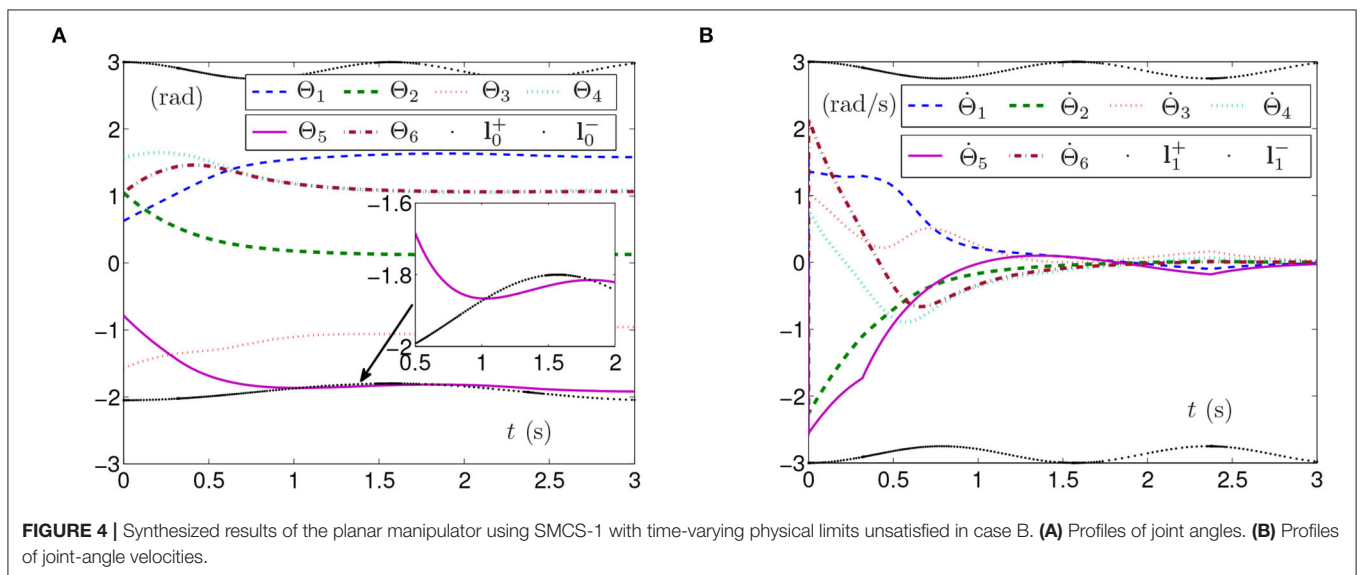 A
3
(rad)
Θ₁ Θ₂ Θ₃ Θ₄
2
Θ₅ Θ₆ l₀⁺ l₀⁻
1
0
−1
−2
−3
−1.6
−1.8
−2
0.5 1 1.5 2
t (s)
0 0.5 1 1.5 2 2.5 3
B
3
(rad/s)
Θ̇₁ Θ̇₂ Θ̇₃ Θ̇₄
2
Θ̇₅ Θ̇₆ l₁⁺ l₁⁻
1
0
−1
−2
−3
t (s)
0 0.5 1 1.5 2 2.5 3
FIGURE 4 | Synthesized results of the planar manipulator using SMCS-1 with time-varying physical limits unsatisfied in case B. (A) Profiles of joint angles. (B) Profiles
of joint-angle velocities.